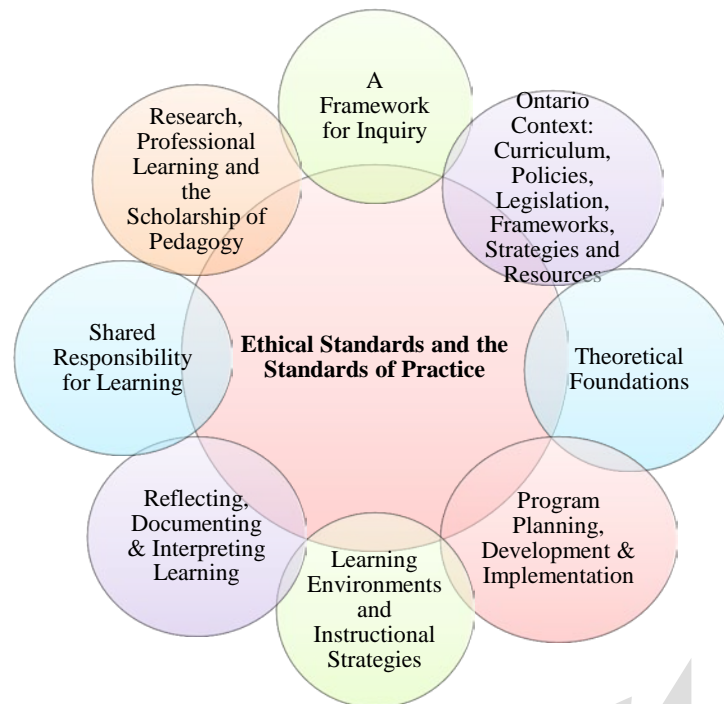 A
Framework
for Inquiry
Ontario
Context:
Curriculum,
Policies,
Legislation,
Frameworks,
Strategies and
Resources
Theoretical
Foundations
Program
Planning,
Development &
Implementation
Learning
Environments
and
Instructional
Strategies
Reflecting,
Documenting
& Interpreting
Learning
Shared
Responsibility
for Learning
Research,
Professional
Learning and
the
Scholarship of
Pedagogy
Ethical Standards and the
Standards of Practice